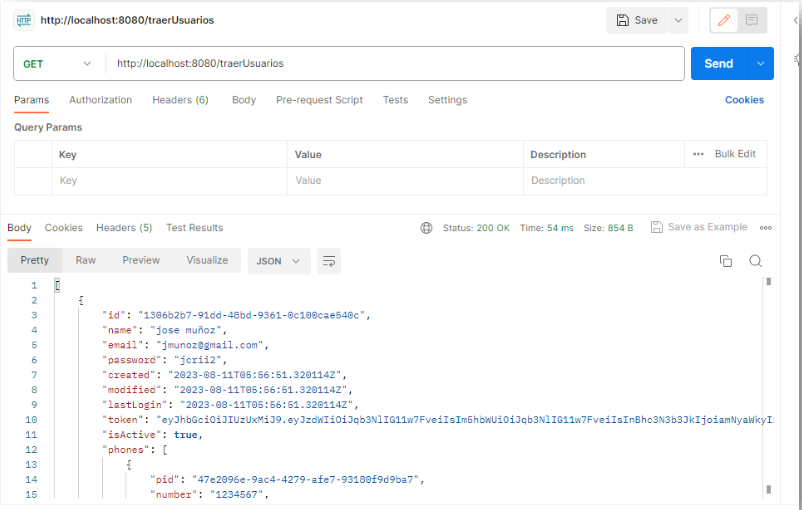 HTTP http://localhost:8080/traerUsuarios Save
GET http://localhost:8080/traerUsuarios Send
Params Authorization Headers (6) Body Pre-request Script Tests Settings Cookies
Query Params
Key Value Description ••• Bulk Edit
Key Value Description
Body Cookies Headers (5) Test Results Status: 200 OK Time: 54 ms Size: 854 B Save as Example
Pretty Raw Preview Visualize JSON
1 [
2 {
3 "id": "1306b2b7-91dd-48bd-9361-0c100cae540c",
4 "name": "jose muñoz",
5 "email": "jmunoz@gmail.com",
6 "password": "jcrii2",
7 "created": "2023-08-11T05:56:51.320114Z",
8 "modified": "2023-08-11T05:56:51.320114Z",
9 "lastLogin": "2023-08-11T05:56:51.320114Z",
10 "token": "eyJhbGciOiJIUzUxMiJ9.eyJzdWIiOiJqb3NlIG11w7FveiIsIm5hbWUiOiJqb3NlIG11w7FveiIsInBhc3N3b3JkIjoiamNyaWkyI
11 "isActive": true,
12 "phones": [
13 {
14 "pid": "47e2096e-9ac4-4279-afe7-93180f9d9ba7",
15 "number": "1234567",